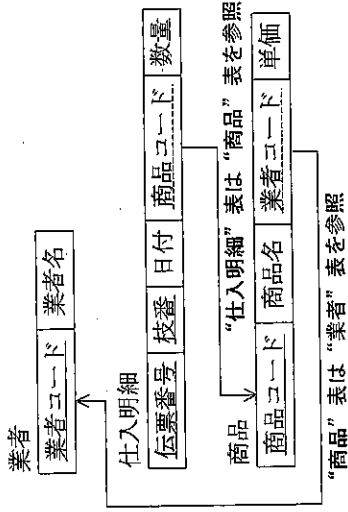 業者
業者コード 業者名
仕入明細
伝票番号 枝番 日付 商品コード 数量
“仕入明細”表は“商品”表を参照
商品
商品コード 商品名 業者コード 単価
“商品”表は“業者”表を参照